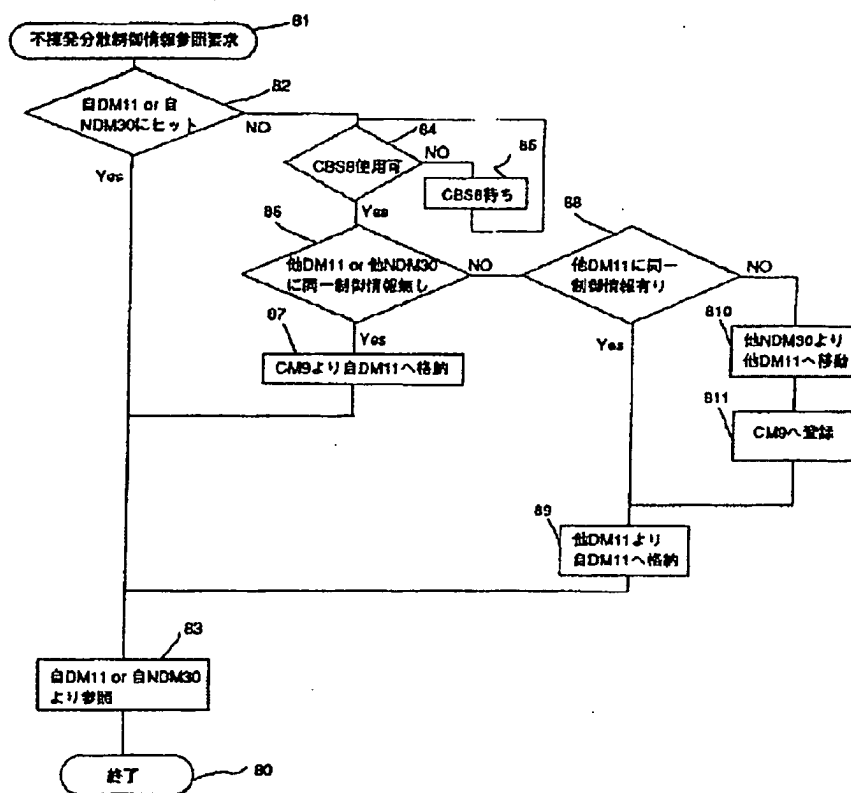 81
不揮発分散制御情報参照要求
82
自DM11 or 自
NDM30にヒット
NO
Yes
84
CBS8使用可
NO
85
CBS8待ち
Yes
86
他DM11 or 他NDM30
に同一制御情報無し
NO
88
他DM11に同一
制御情報有り
NO
87
Yes
CM9より自DM11へ格納
Yes
810
他NDM30より
他DM11へ移動
811
CM9へ登録
89
他DM11より
自DM11へ格納
83
自DM11 or 自NDM30
より参照
終了
80